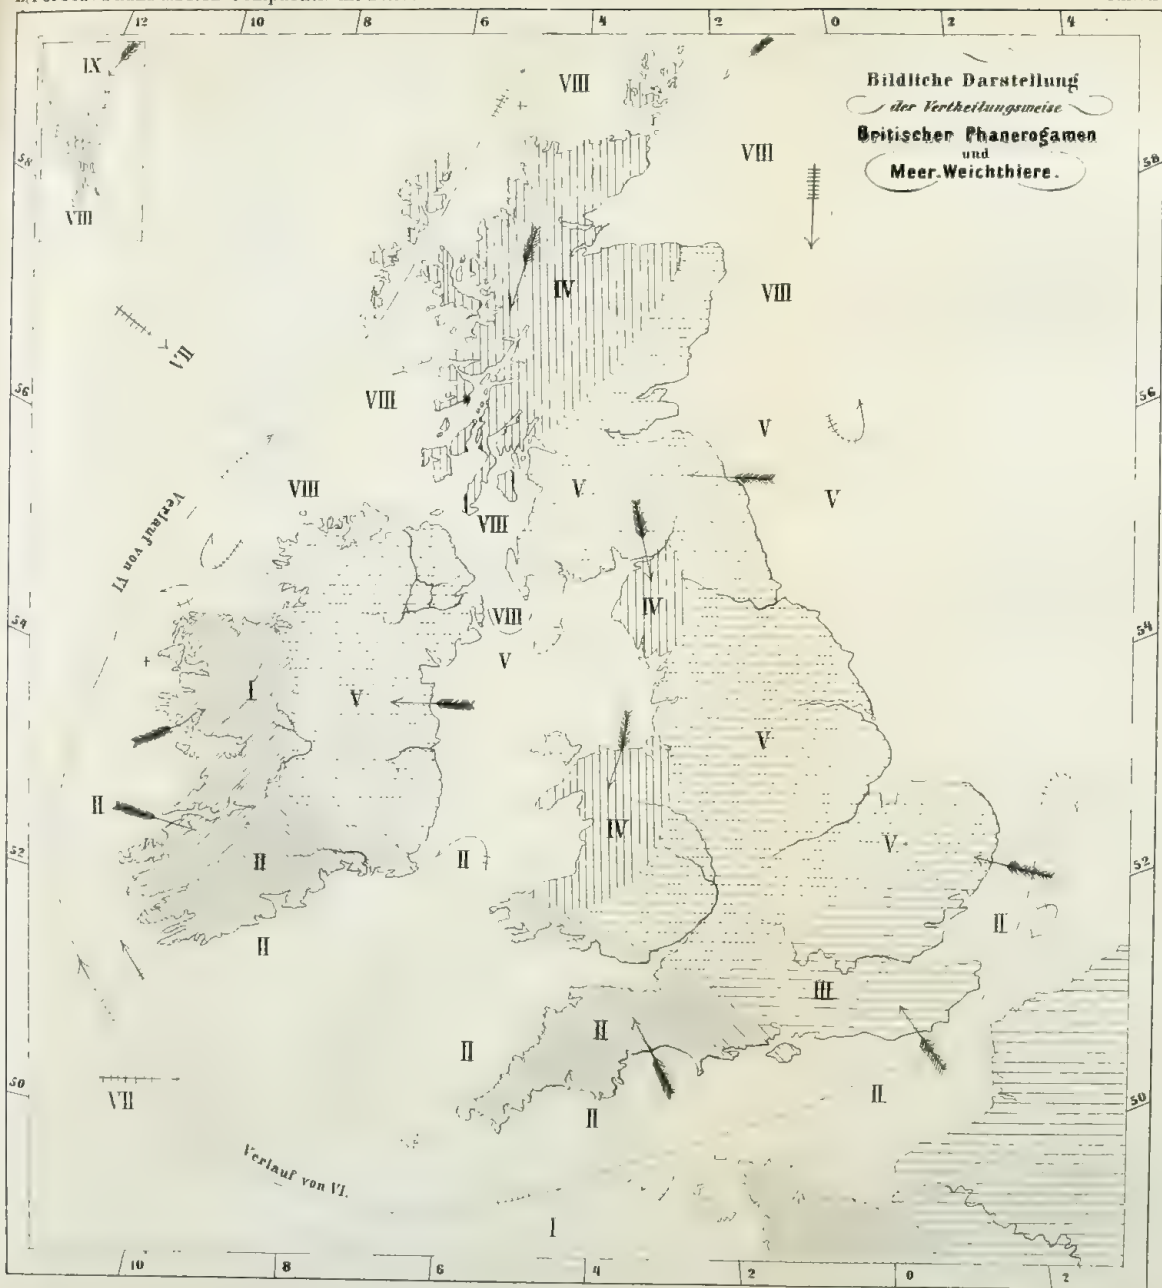 12 10 8 6 4 2 0 2 4
IX
VIII
Bildliche Darstellung
der Vertheilungsweise
Britischer Phanerogamen
und
Meer-Weichthiere.
58
VIII
58
VIII
IV
VIII
VII
56
VIII
56
V
V
VIII
V
VIII
Verlauf von VI
IV
54
VIII
54
V
I
V
V
II
IV
V
52
II
II
52
II
II
III
II
II
50
VII
II
II
50
Verlauf von VI.
I
10 8 6 4 2 0 2